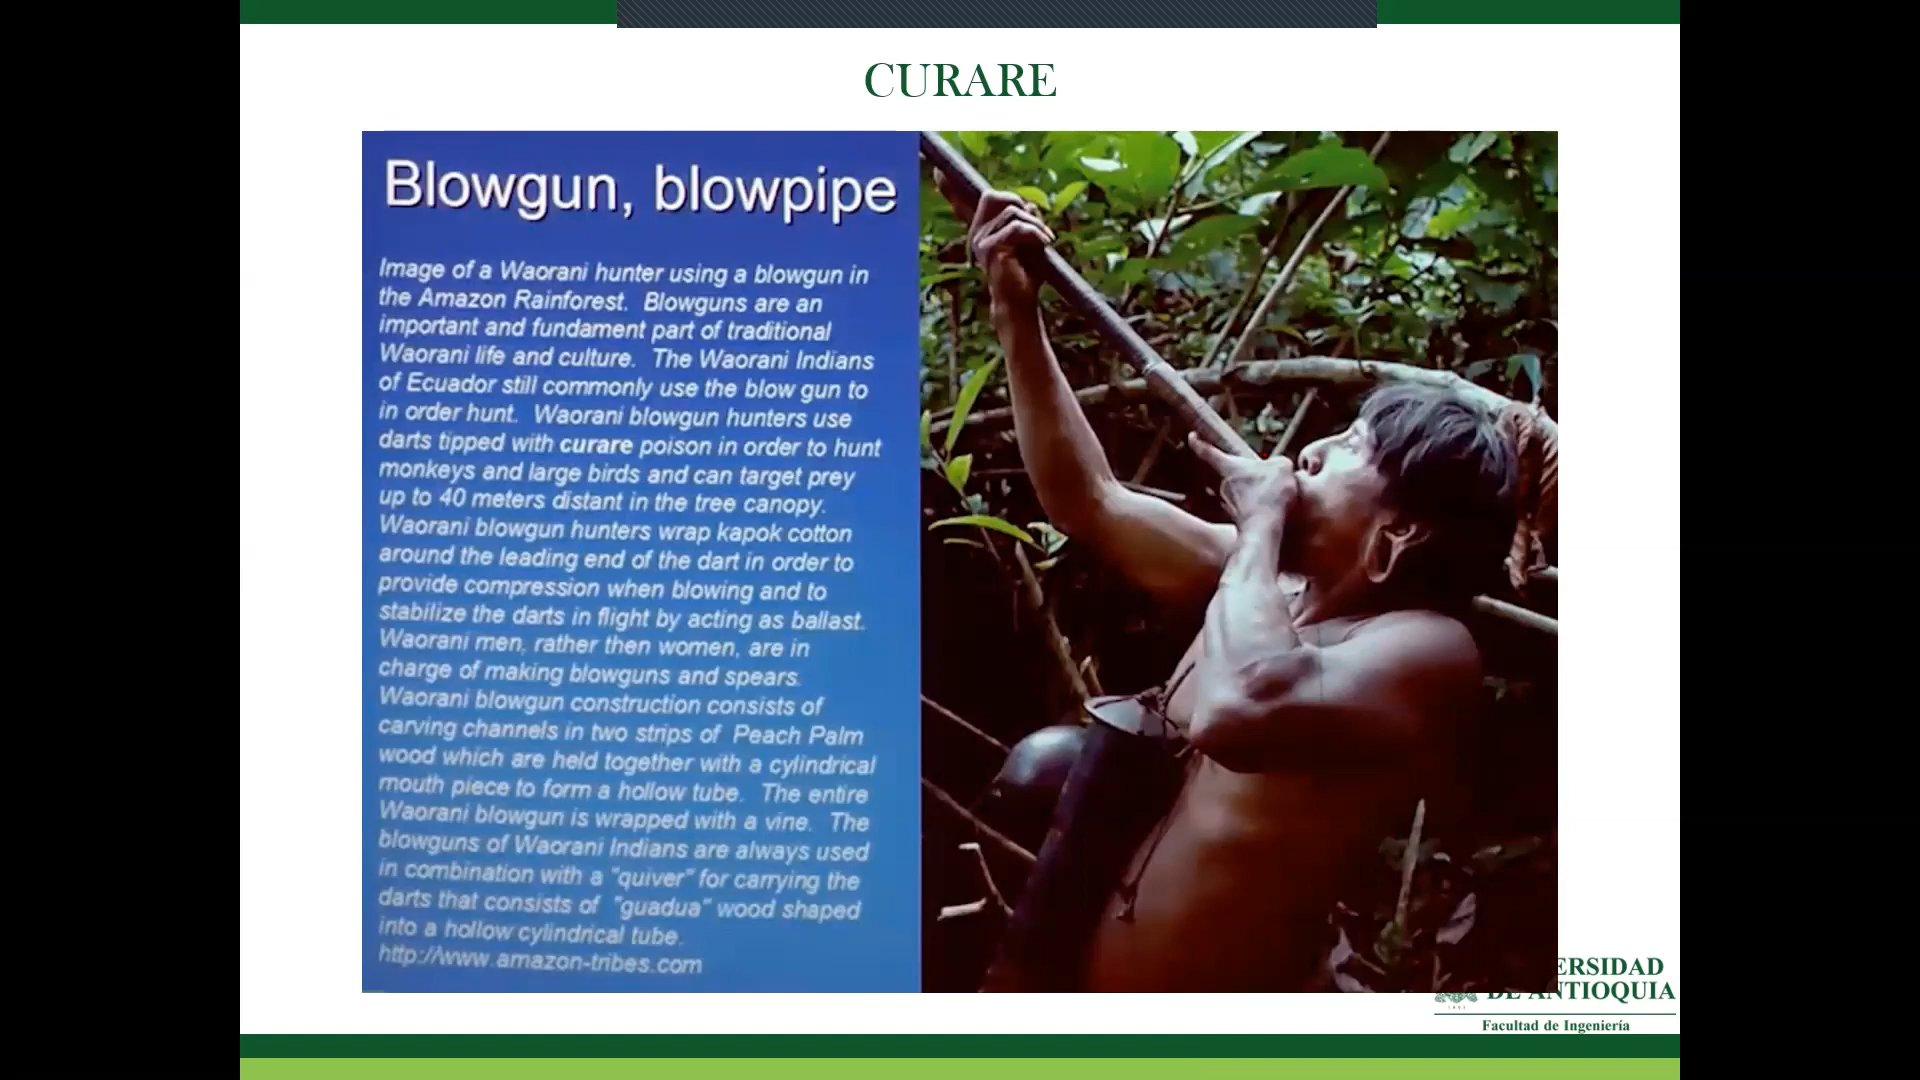 CURARE
Blowgun, blowpipe
Image of a Waorani hunter using a blowgun in
the Amazon Rainforest. Blowguns are an
important and fundament part of traditional
Waorani life and culture. The Waorani Indians
of Ecuador still commonly use the blow gun to
in order hunt. Waorani blowgun hunters use
darts tipped with curare poison in order to hunt
monkeys and large birds and can target prey
up to 40 meters distant in the tree canopy.
Waorani blowgun hunters wrap kapok cotton
around the leading end of the dart in order to
provide compression when blowing and to
stabilize the darts in flight by acting as ballast.
Waorani men, rather then women, are in
charge of making blowguns and spears.
Waorani blowgun construction consists of
carving channels in two strips of Peach Palm
wood which are held together with a cylindrical
mouth piece to form a hollow tube. The entire
Waorani blowgun is wrapped with a vine. The
blowguns of Waorani Indians are always used
in combination with a "quiver" for carrying the
darts that consists of "guadua" wood shaped
into a hollow cylindrical tube.
http://www.amazon-tribes.com
ERSIDAD
DE ANTIOQUIA
Facultad de Ingeniería